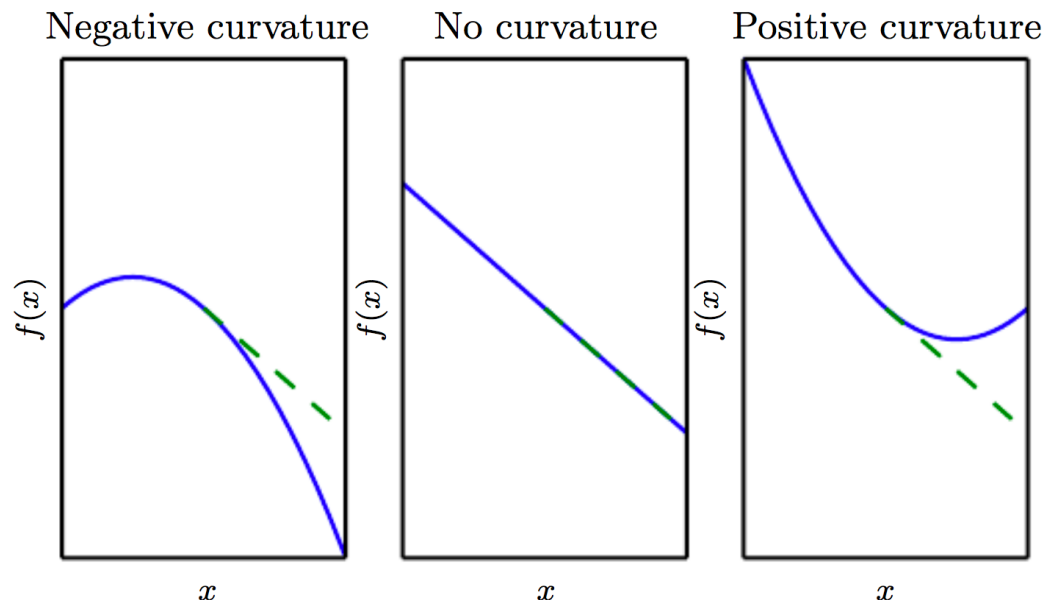 Negative curvature
No curvature
Positive curvature
f(x)
f(x)
f(x)
x
x
x